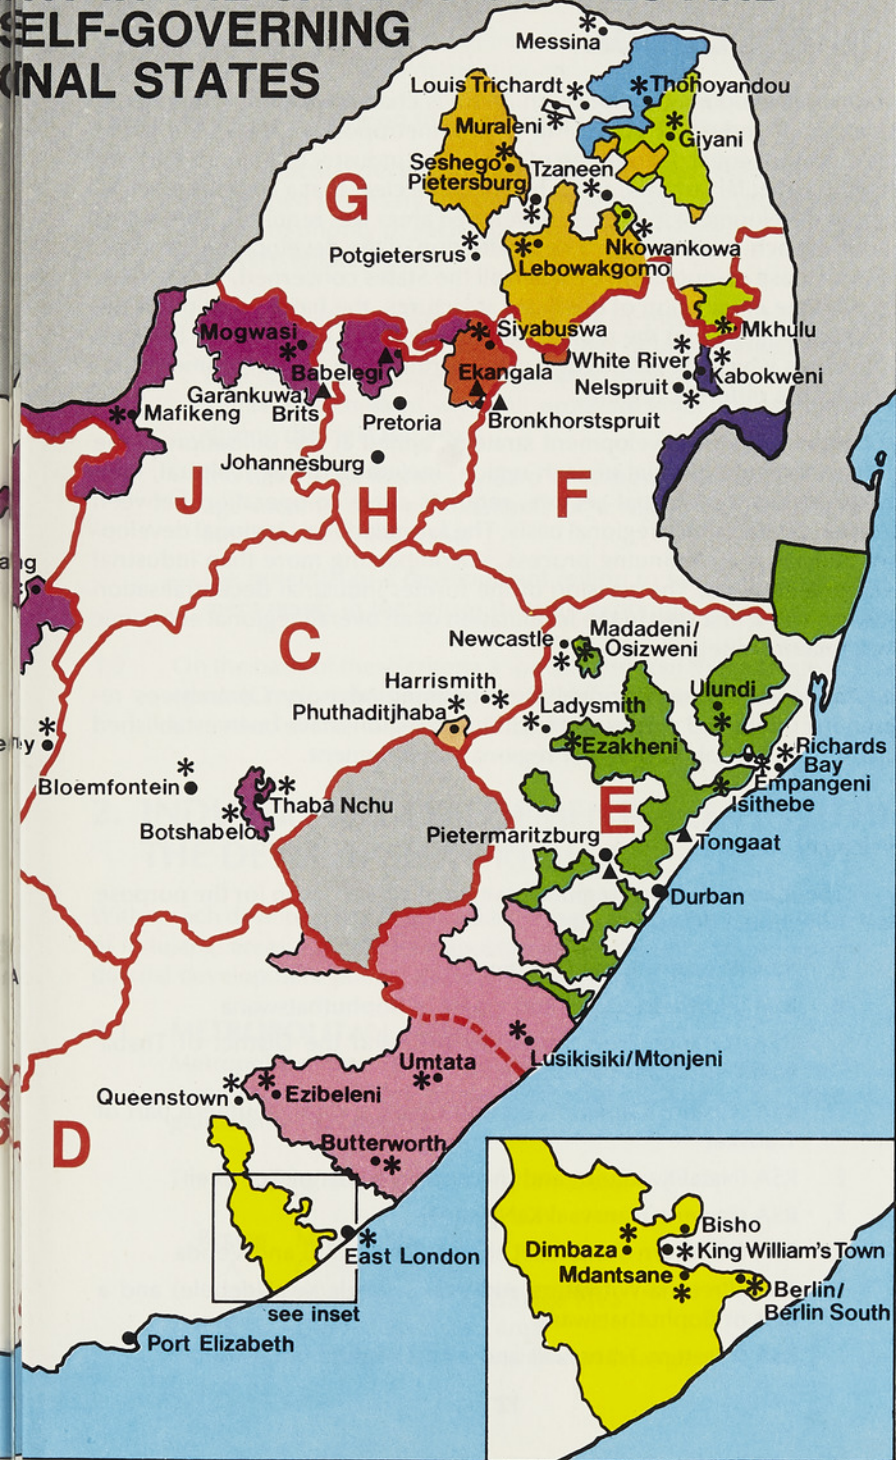 SELF-GOVERNING
NAL STATES
Messina
Louis Trichardt
Thohoyandou
Muraleni
Giyani
Seshego
Tzaneen
Pietersburg
G
Nkowankowa
Potgietersrus
Lebowakgomo
Mogwasi
Siyabuswa
Mkhulu
White River
Babelegi
Ekangala
Kabokweni
Garankuwa
Nelspruit
Mafikeng
Brits
Pretoria
Bronkhorstspruit
Johannesburg
J
H
F
ang
C
Newcastle
Madadeni/
Osizweni
Harrismith
Ulundi
Phuthaditjhaba
Ladysmith
Ezakheni
Richards
Bay
Empangeni
Bloemfontein
Isithebe
Thaba Nchu
E
Botshabelo
Pietermaritzburg
Tongaat
Durban
Lusikisiki/Mtonjeni
Umtata
Queenstown
Ezibeleni
D
Butterworth
East London
see inset
Port Elizabeth
Bisho
Dimbaza
King William's Town
Mdantsane
Berlin/
Berlin South